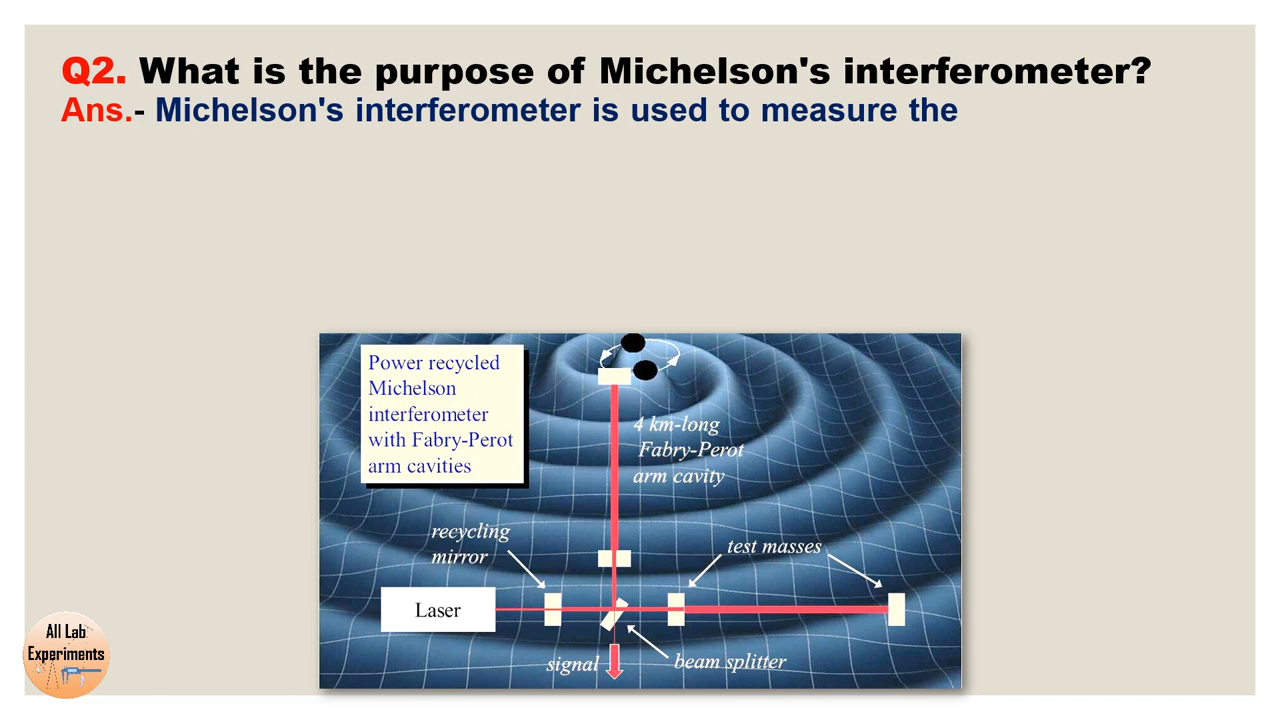 Q2. What is the purpose of Michelson's interferometer?
Ans.- Michelson's interferometer is used to measure the
Power recycled
Michelson
interferometer
with Fabry-Perot
arm cavities
4 km-long
Fabry-Perot
arm cavity
recycling
mirror
test masses
Laser
signal
beam splitter
All Lab
Experiments